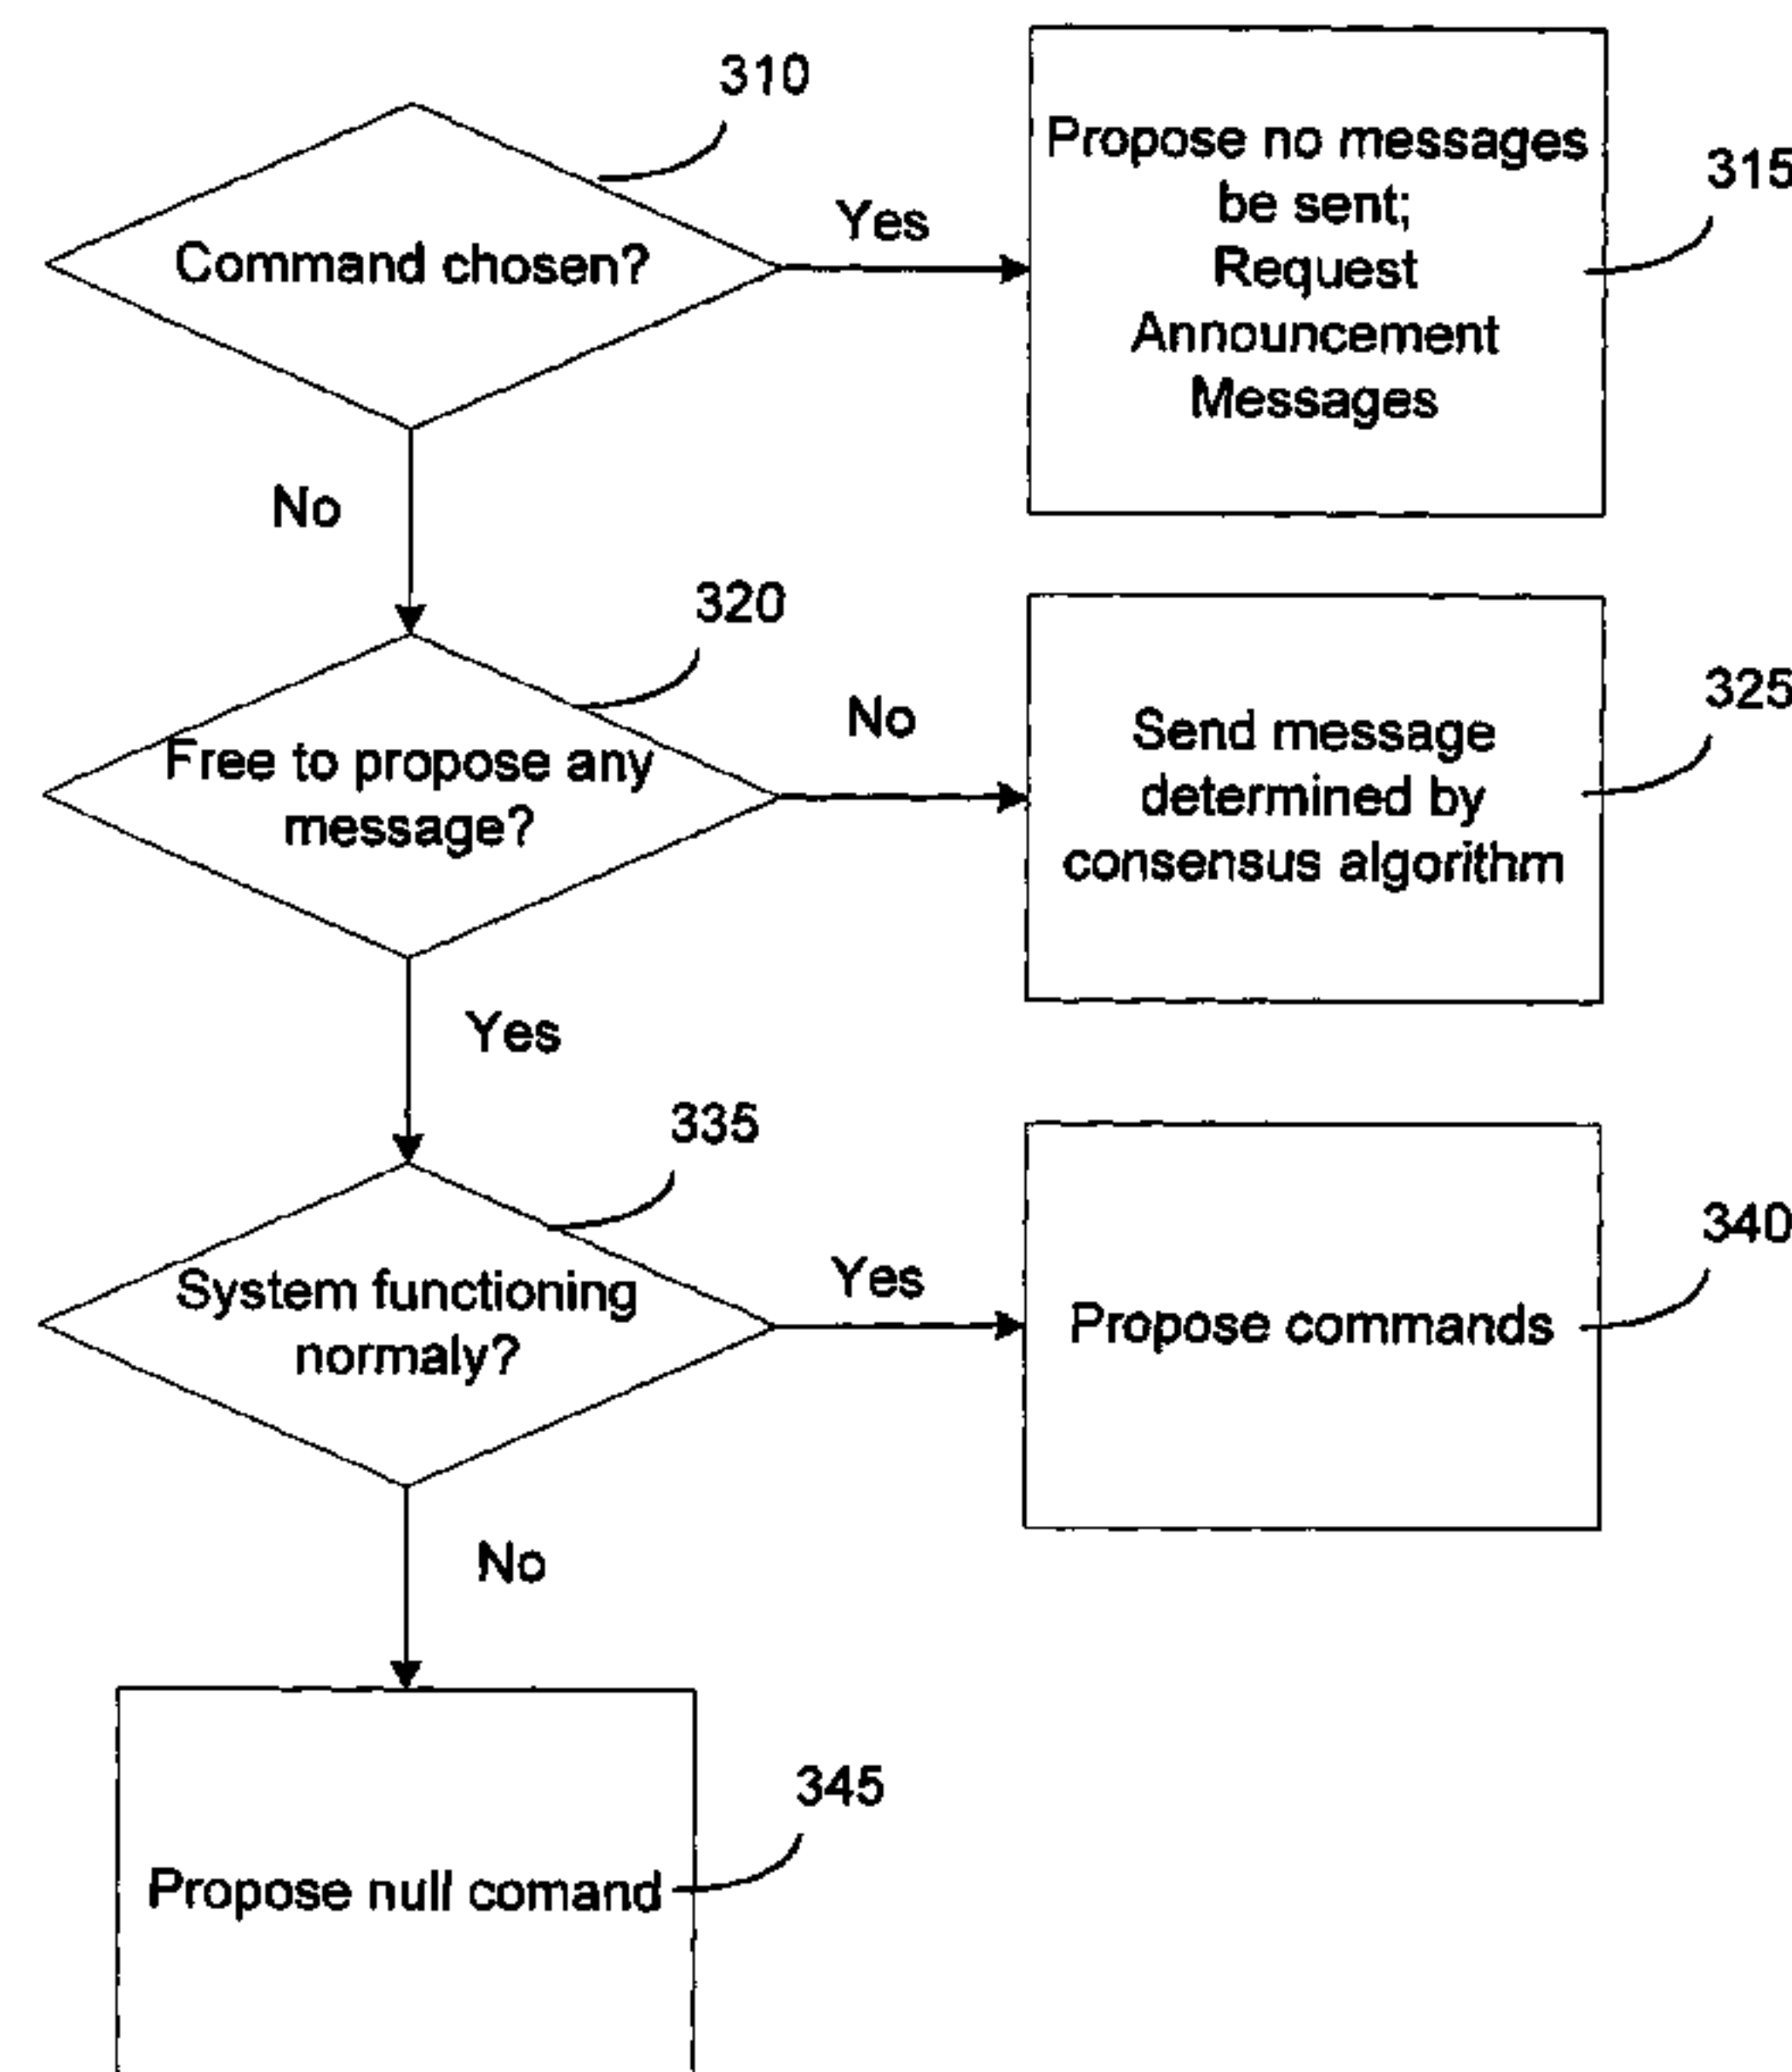 310
Command chosen?
Yes
Propose no messages
be sent;
Request
Announcement
Messages
315
No
320
Free to propose any
message?
No
Send message
determined by
consensus algorithm
325
Yes
335
System functioning
normaly?
Yes
Propose commands
340
No
345
Propose null comand